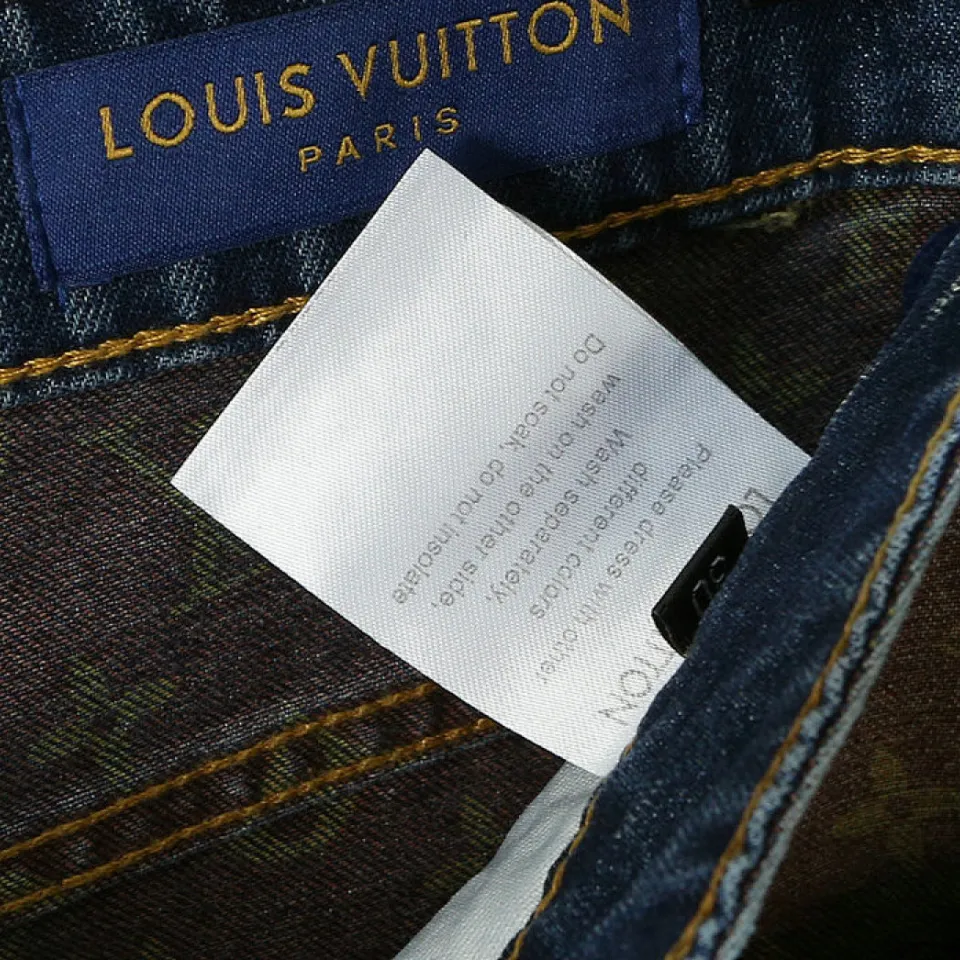 LOUIS VUITTON
PARIS
Please dress with other
different colors
Wash separately,
wash on the other side,
Do not soak, do not insolate